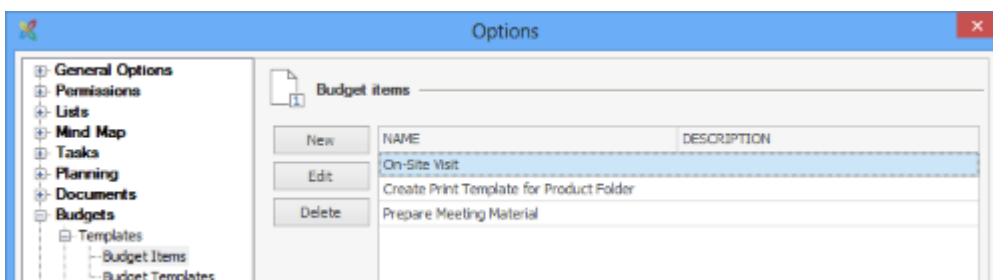 Options
General Options
Permissions
Lists
Mind Map
Tasks
Planning
Documents
Budgets
Templates
Budget Items
Budget Templates
1
Budget items
New
Edit
Delete
NAME DESCRIPTION
On-Site Visit
Create Print Template for Product Folder
Prepare Meeting Material